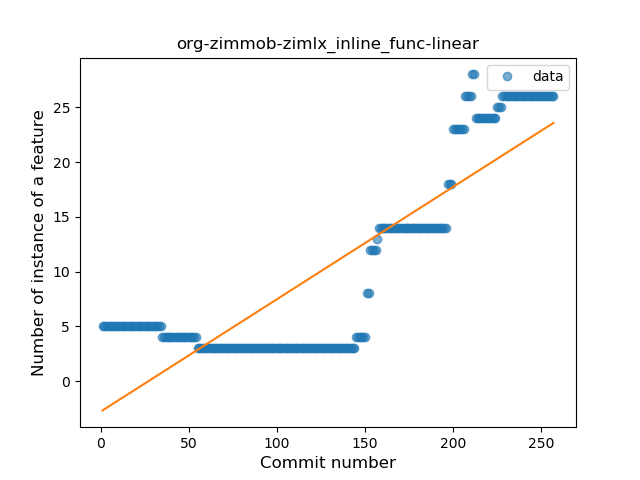 org-zimmob-zimlx_inline_func-linear
data
Number of instance of a feature
25
20
15
10
5
0
0 50 100 150 200 250
Commit number